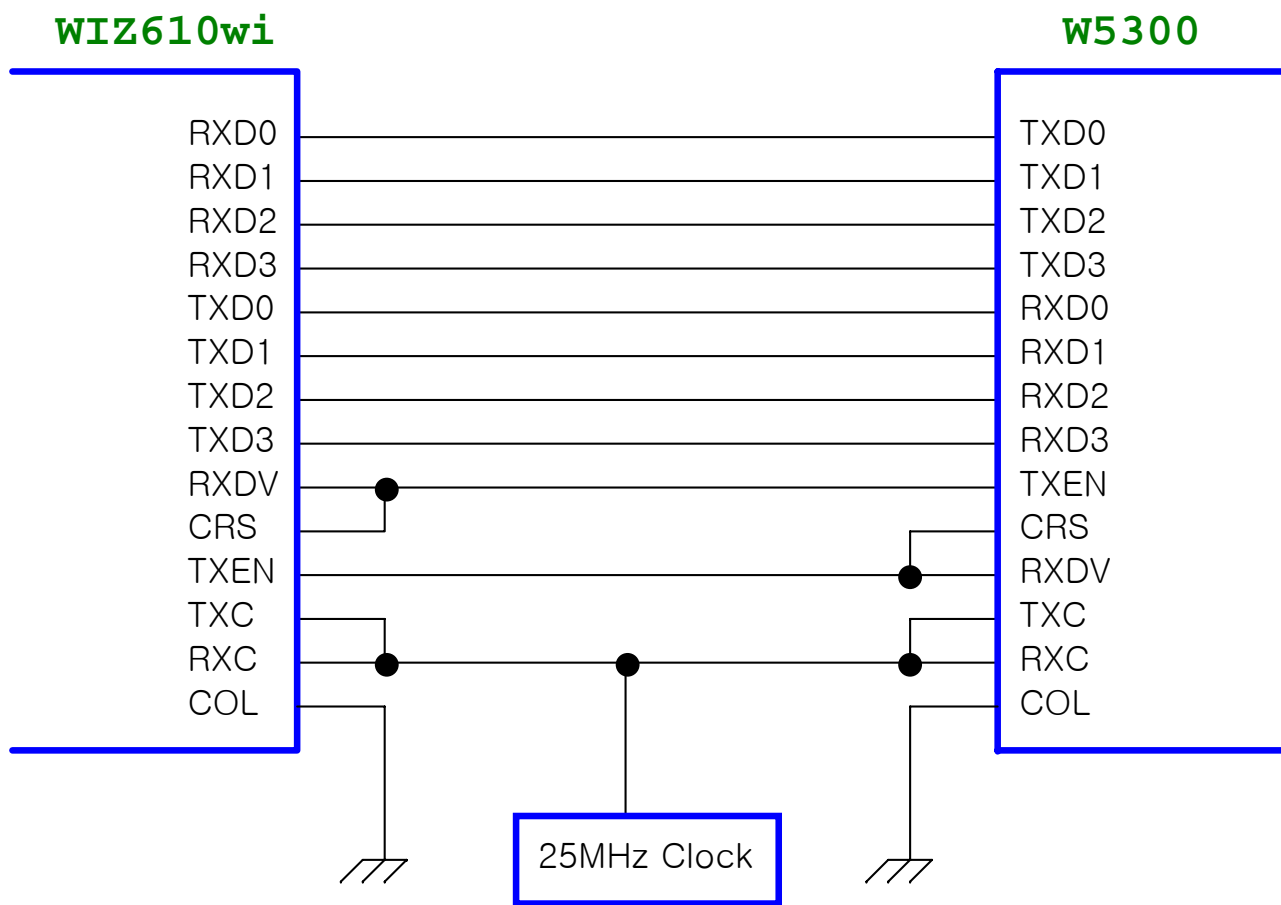 WIZ610wi
W5300
RXD0
TXD0
RXD1
TXD1
RXD2
TXD2
RXD3
TXD3
TXD0
RXD0
TXD1
RXD1
TXD2
RXD2
TXD3
RXD3
RXDV
TXEN
CRS
CRS
TXEN
RXDV
TXC
TXC
RXC
RXC
COL
COL
25MHz Clock